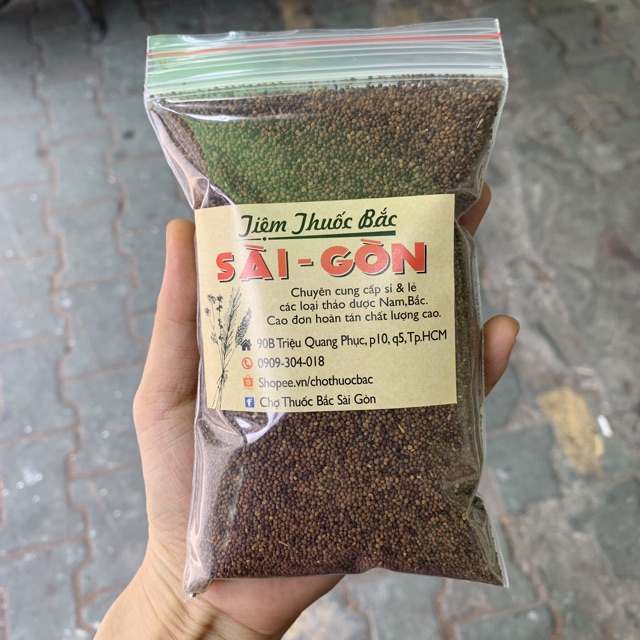 Tiệm Thuốc Bắc
SÀI-GÒN
Chuyên cung cấp sỉ & lẻ
các loại thảo dược Nam,Bắc.
Cao đơn hoàn tán chất lượng cao.
90B Triệu Quang Phục, p10, q5, Tp.HCM
0909-304-018
Shopee.vn/chothuocbac
Chợ Thuốc Bắc Sài Gòn